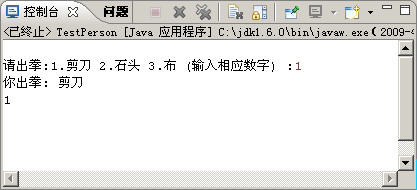 控制台 问题
<已终止> TestPerson [Java 应用程序] C:\jdk1.6.0\bin\javaw.exe(2009-4
请出拳:1.剪刀 2.石头 3.布 (输入相应数字) :1
你出拳: 剪刀
1